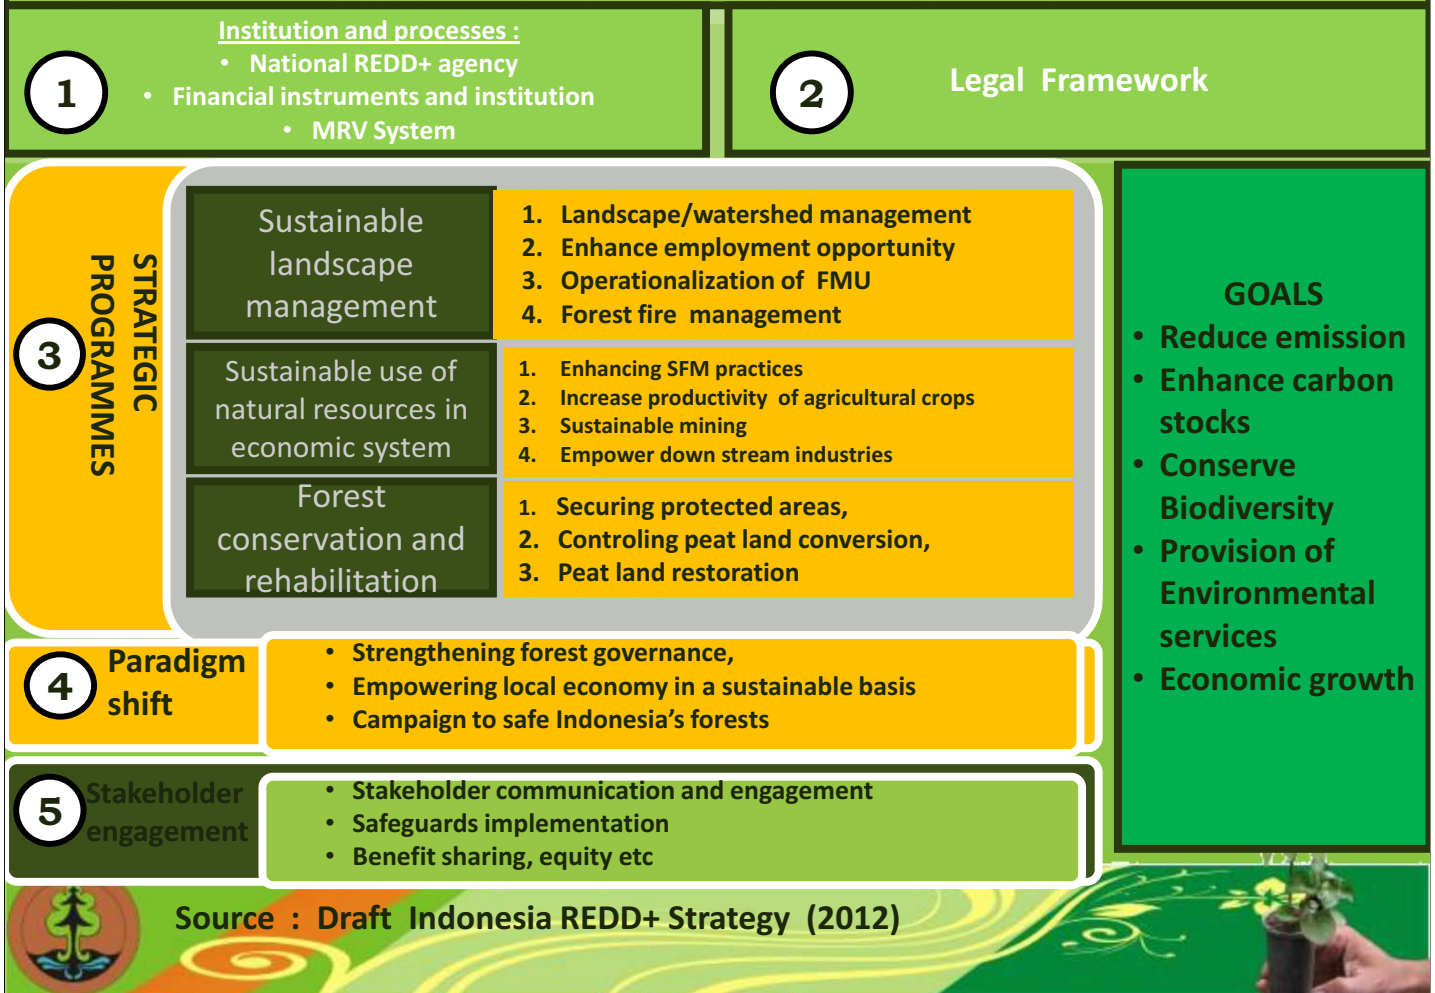 Institution and processes :
• National REDD+ agency
• Financial instruments and institution
• MRV System
1
2
Legal Framework
3
STRATEGIC
PROGRAMMES
Sustainable
landscape
management
1. Landscape/watershed management
2. Enhance employment opportunity
3. Operationalization of FMU
4. Forest fire management
Sustainable use of
natural resources in
economic system
1. Enhancing SFM practices
2. Increase productivity of agricultural crops
3. Sustainable mining
4. Empower down stream industries
Forest
conservation and
rehabilitation
1. Securing protected areas,
2. Controling peat land conversion,
3. Peat land restoration
GOALS
• Reduce emission
• Enhance carbon
stocks
• Conserve
Biodiversity
• Provision of
Environmental
services
• Economic growth
4
Paradigm
shift
• Strengthening forest governance,
• Empowering local economy in a sustainable basis
• Campaign to safe Indonesia's forests
5
Stakeholder
engagement
• Stakeholder communication and engagement
• Safeguards implementation
• Benefit sharing, equity etc
Source : Draft Indonesia REDD+ Strategy (2012)